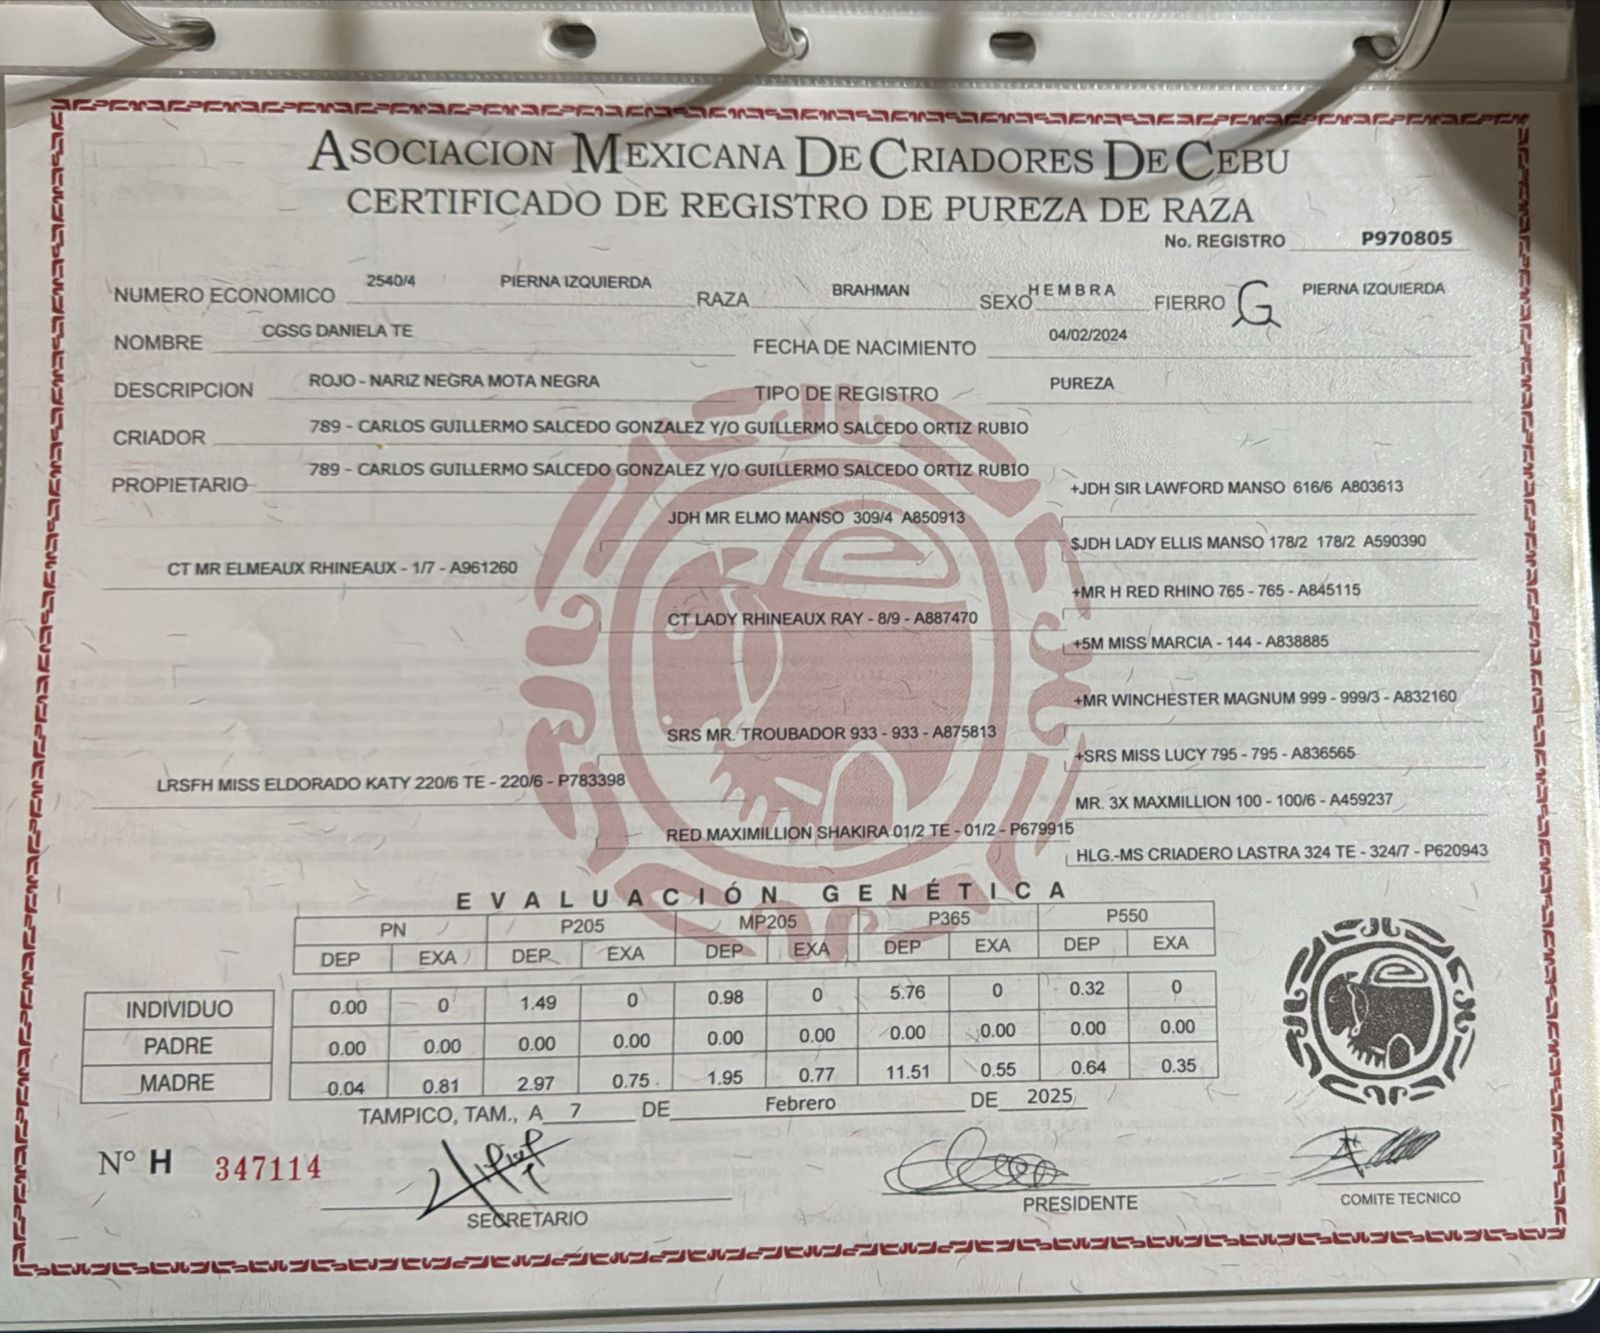 ASOCIACION MEXICANA DE CRIADORES DE CEBU
CERTIFICADO DE REGISTRO DE PUREZA DE RAZA
No. REGISTRO P970805
NUMERO ECONOMICO 2540/4 PIERNA IZQUIERDA RAZA BRAHMAN SEXO HEMBRA FIERRO G PIERNA IZQUIERDA
NOMBRE CGSG DANIELA TE FECHA DE NACIMIENTO 04/02/2024
DESCRIPCION ROJO - NARIZ NEGRA MOTA NEGRA TIPO DE REGISTRO PUREZA
CRIADOR 789 - CARLOS GUILLERMO SALCEDO GONZALEZ Y/O GUILLERMO SALCEDO ORTIZ RUBIO
PROPIETARIO 789 - CARLOS GUILLERMO SALCEDO GONZALEZ Y/O GUILLERMO SALCEDO ORTIZ RUBIO
+JDH SIR LAWFORD MANSO 616/6 A803613
JDH MR ELMO MANSO 309/4 A850913
$JDH LADY ELLIS MANSO 178/2 178/2 A590390
CT MR ELMEAUX RHINEAUX - 1/7 - A961260
+MR H RED RHINO 765 - 765 - A845115
CT LADY RHINEAUX RAY - 8/9 - A887470
+5M MISS MARCIA - 144 - A838885
+MR WINCHESTER MAGNUM 999 - 999/3 - A832160
SRS MR. TROUBADOR 933 - 933 - A875813
+SRS MISS LUCY 795 - 795 - A836565
LRSFH MISS ELDORADO KATY 220/6 TE - 220/6 - P783398
MR. 3X MAXMILLION 100 - 100/6 - A459237
RED MAXIMILLION SHAKIRA 01/2 TE - 01/2 - P679915
HLG.-MS CRIADERO LASTRA 324 TE - 324/7 - P620943
EVALUACIÓN GENÉTICA
PN P205 MP205 P365 P550
DEP EXA DEP EXA DEP EXA DEP EXA DEP EXA
INDIVIDUO 0.00 0 1.49 0 0.98 0 5.76 0 0.32 0
PADRE 0.00 0.00 0.00 0.00 0.00 0.00 0.00 0.00 0.00 0.00
MADRE 0.04 0.81 2.97 0.75 1.95 0.77 11.51 0.55 0.64 0.35
TAMPICO, TAM., A 7 DE Febrero DE 2025
N° H 347114
SECRETARIO
PRESIDENTE
COMITE TECNICO